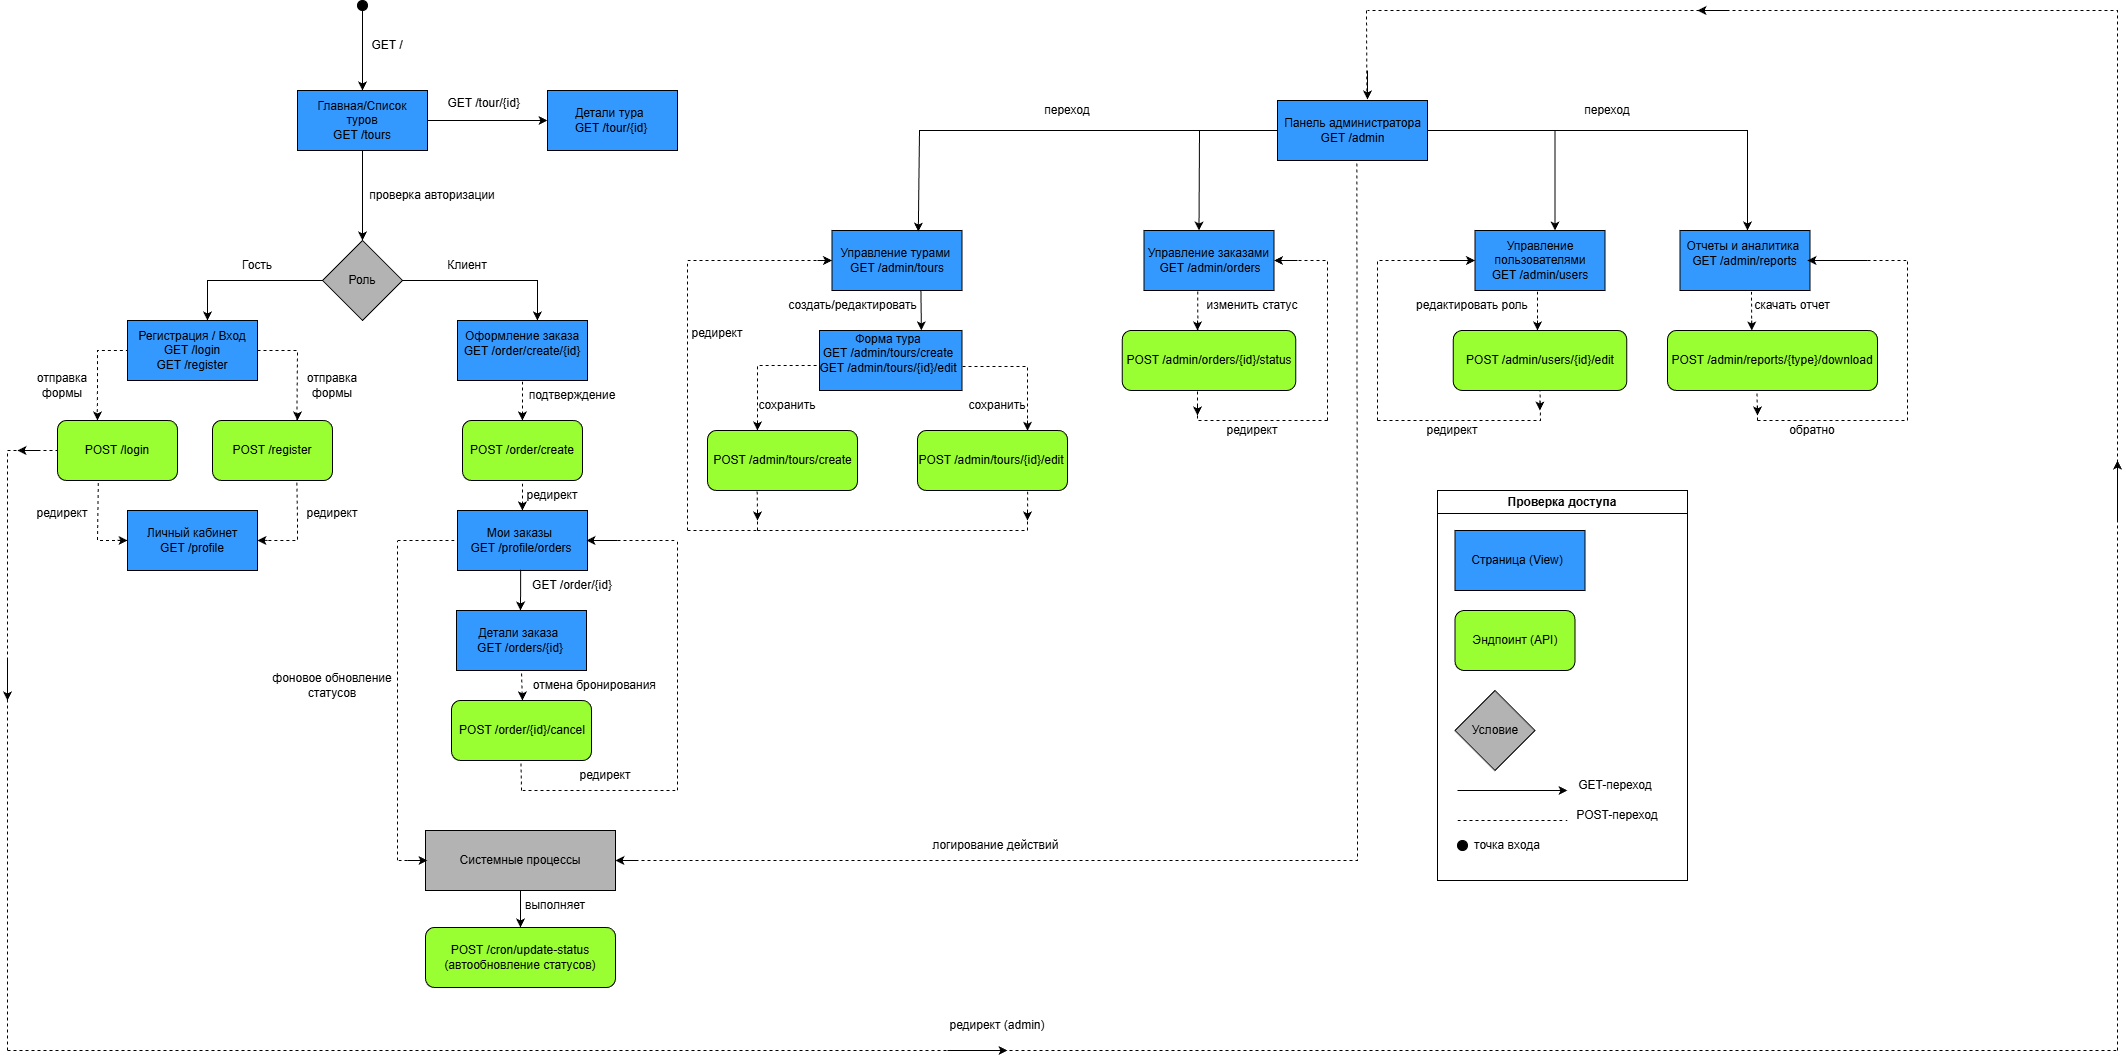 GET /
Главная/Список
туров
GET /tours
GET /tour/{id}
Детали тура
GET /tour/{id}
проверка авторизации
Роль
Гость
Клиент
Регистрация / Вход
GET /login
GET /register
отправка
формы
отправка
формы
POST /login
POST /register
редирект
редирект
Личный кабинет
GET /profile
Оформление заказа
GET /order/create/{id}
подтверждение
POST /order/create
редирект
Мои заказы
GET /profile/orders
GET /order/{id}
Детали заказа
GET /orders/{id}
отмена бронирования
POST /order/{id}/cancel
редирект
фоновое обновление
статусов
Системные процессы
логирование действий
выполняет
POST /cron/update-status
(автообновление статусов)
редирект (admin)
Панель администратора
GET /admin
переход
переход
Управление турами
GET /admin/tours
создать/редактировать
редирект
Форма тура
GET /admin/tours/create
GET /admin/tours/{id}/edit
сохранить
сохранить
POST /admin/tours/create
POST /admin/tours/{id}/edit
Управление заказами
GET /admin/orders
изменить статус
POST /admin/orders/{id}/status
редирект
Управление
пользователями
GET /admin/users
редактировать роль
POST /admin/users/{id}/edit
редирект
Отчеты и аналитика
GET /admin/reports
скачать отчет
POST /admin/reports/{type}/download
обратно
Проверка доступа
Страница (View)
Эндпоинт (API)
Условие
GET-переход
POST-переход
точка входа